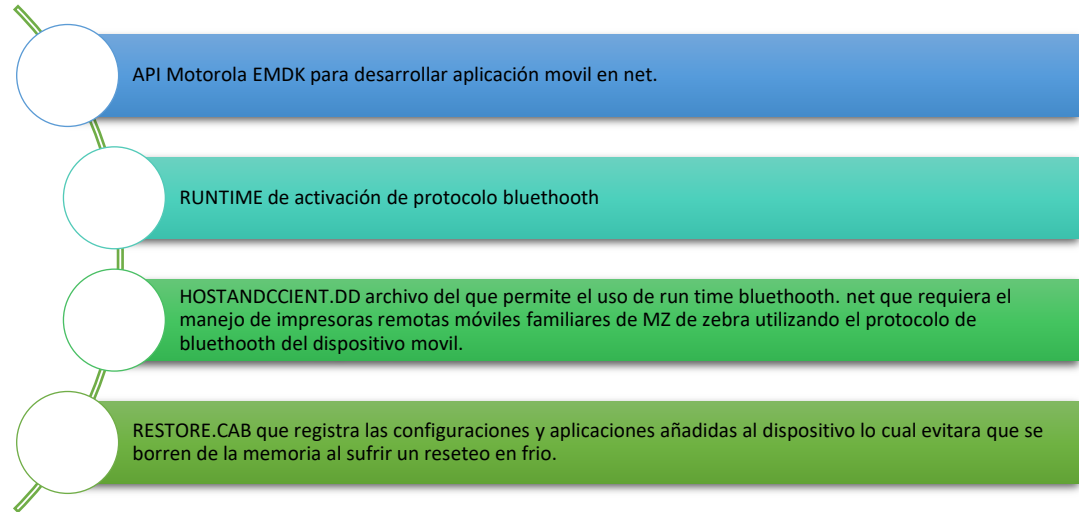 API Motorola EMDK para desarrollar aplicación movil en net.
RUNTIME de activación de protocolo bluethooth
HOSTANDCCIENT.DD archivo del que permite el uso de run time bluethooth. net que requiera el
manejo de impresoras remotas móviles familiares de MZ de zebra utilizando el protocolo de
bluethooth del dispositivo movil.
RESTORE.CAB que registra las configuraciones y aplicaciones añadidas al dispositivo lo cual evitara que se
borren de la memoria al sufrir un reseteo en frio.